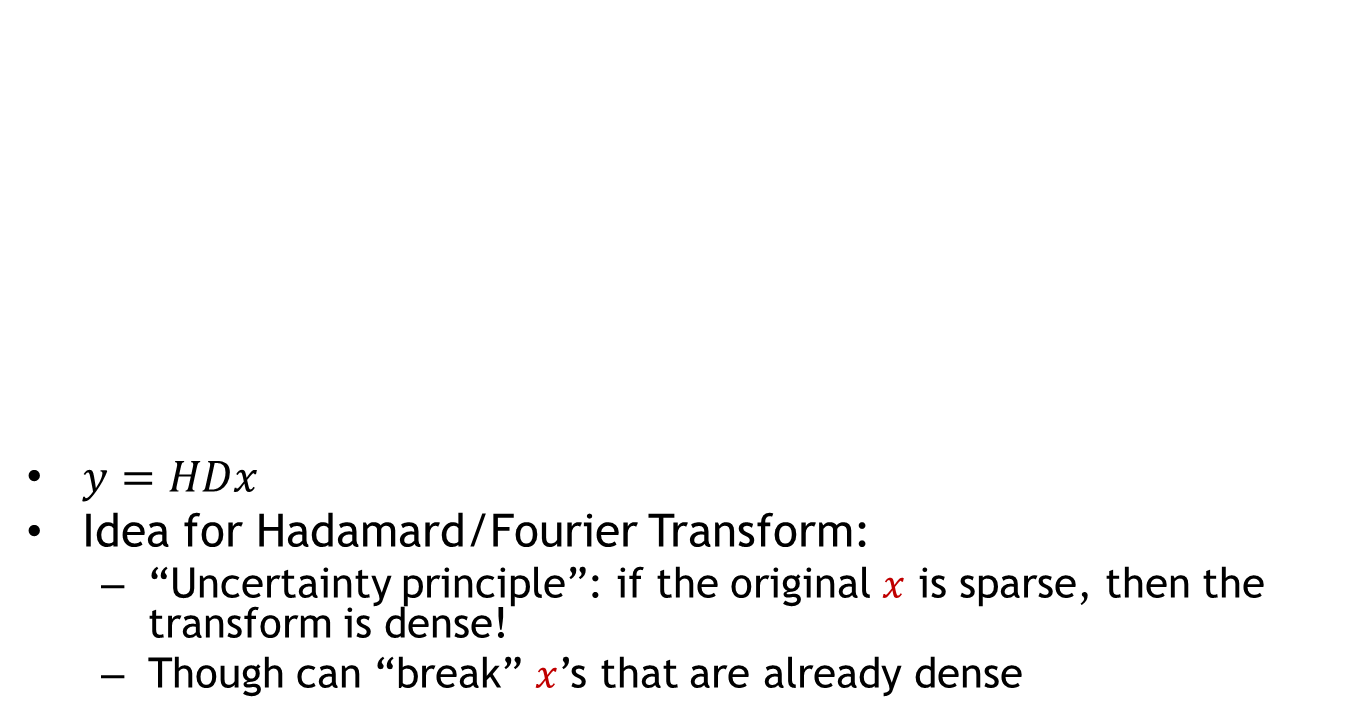 • y = HDx
• Idea for Hadamard/Fourier Transform:
– “Uncertainty principle”: if the original x is sparse, then the
transform is dense!
– Though can “break” x’s that are already dense